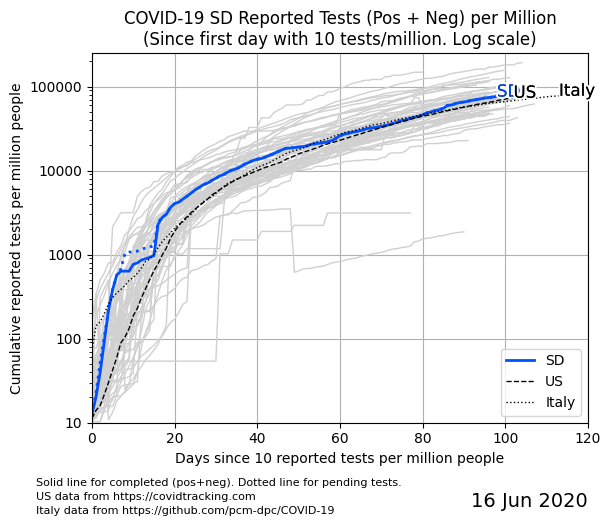 COVID-19 SD Reported Tests (Pos + Neg) per Million
(Since first day with 10 tests/million. Log scale)
Cumulative reported tests per million people
100000
10000
1000
100
10
SD
US
Italy
SD
US
Italy
0 20 40 60 80 100 120
Days since 10 reported tests per million people
Solid line for completed (pos+neg). Dotted line for pending tests.
US data from https://covidtracking.com
Italy data from https://github.com/pcm-dpc/COVID-19
16 Jun 2020